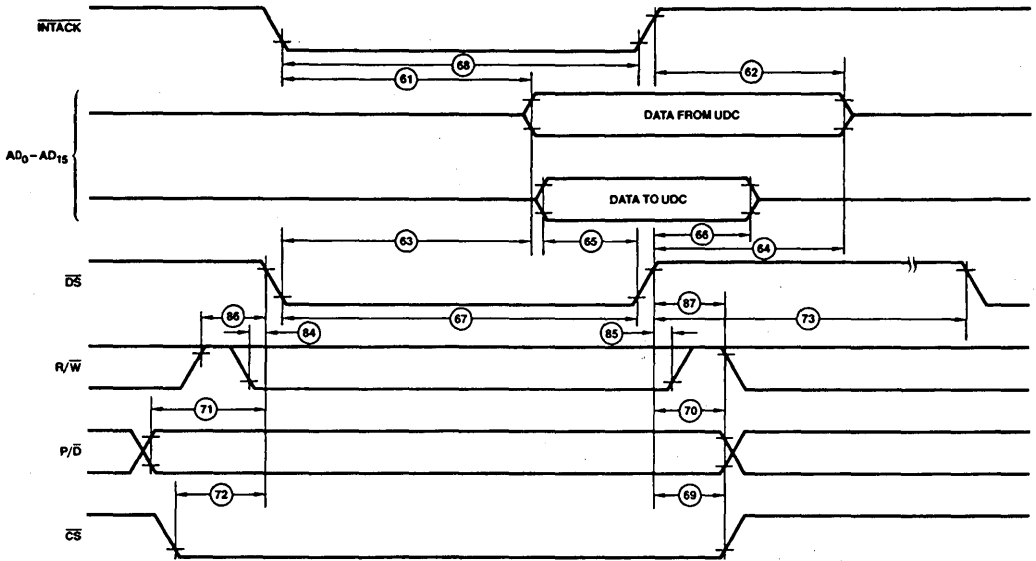 INTACK
68
61
62
DATA FROM UDC
AD0–AD15
DATA TO UDC
63
65
66
64
DS
86
84
67
85
87
73
R/W
71
70
P/D
72
69
CS